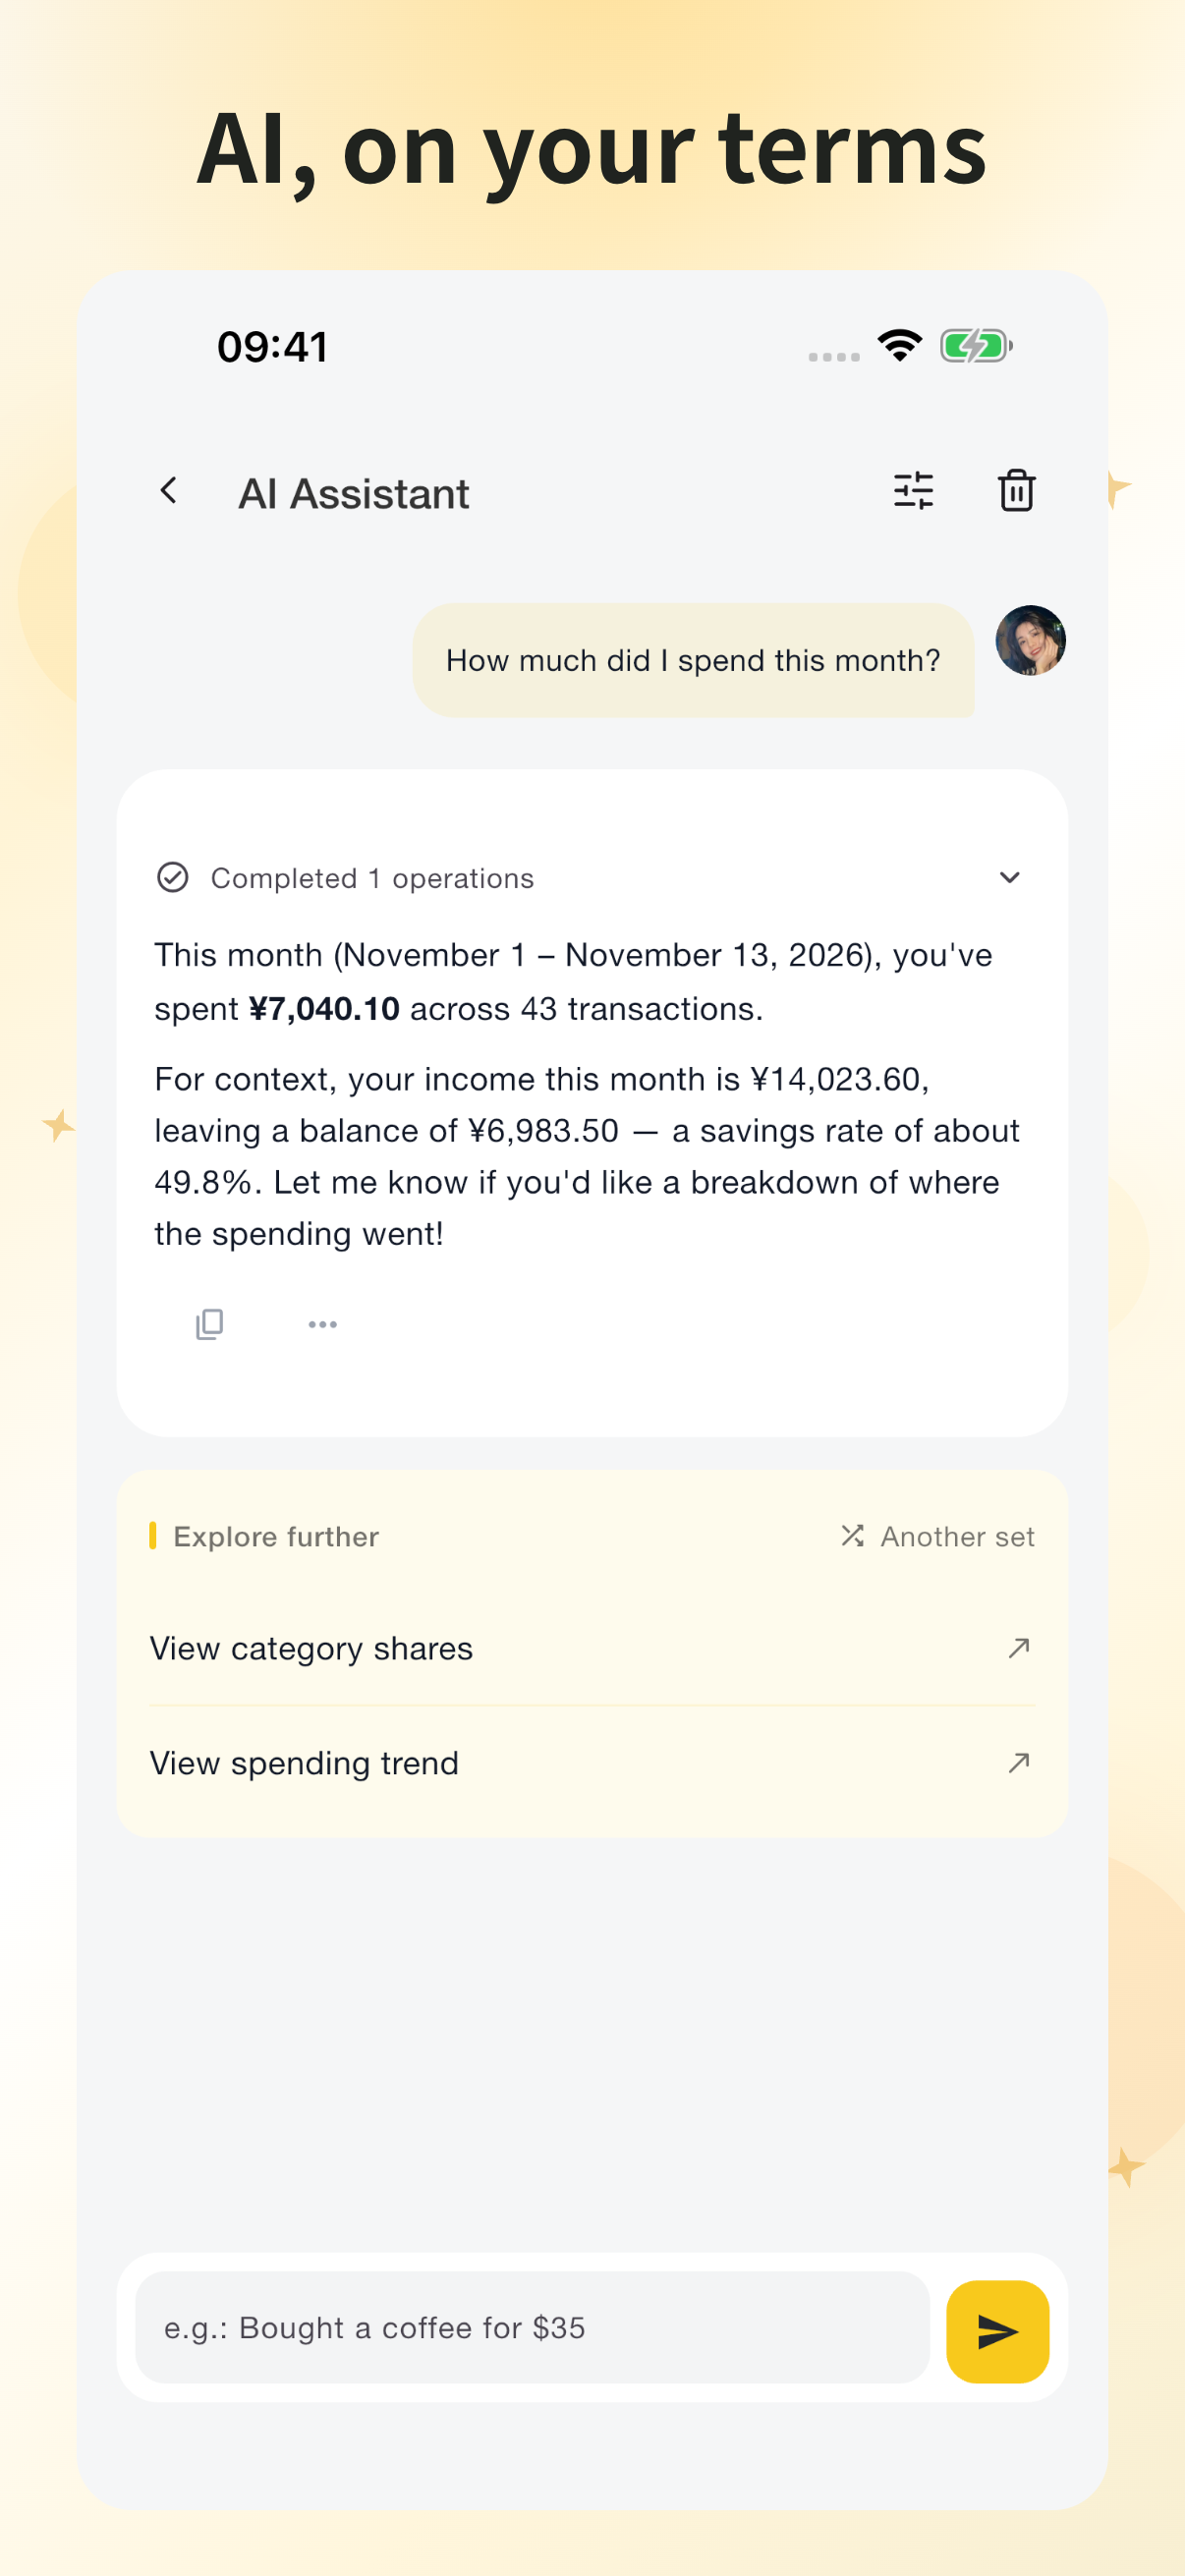 AI, on your terms
09:41
AI Assistant
How much did I spend this month?
Completed 1 operations
This month (November 1 – November 13, 2026), you've
spent ¥7,040.10 across 43 transactions.
For context, your income this month is ¥14,023.60,
leaving a balance of ¥6,983.50 — a savings rate of about
49.8%. Let me know if you'd like a breakdown of where
the spending went!
Explore further
Another set
View category shares
View spending trend
e.g.: Bought a coffee for $35